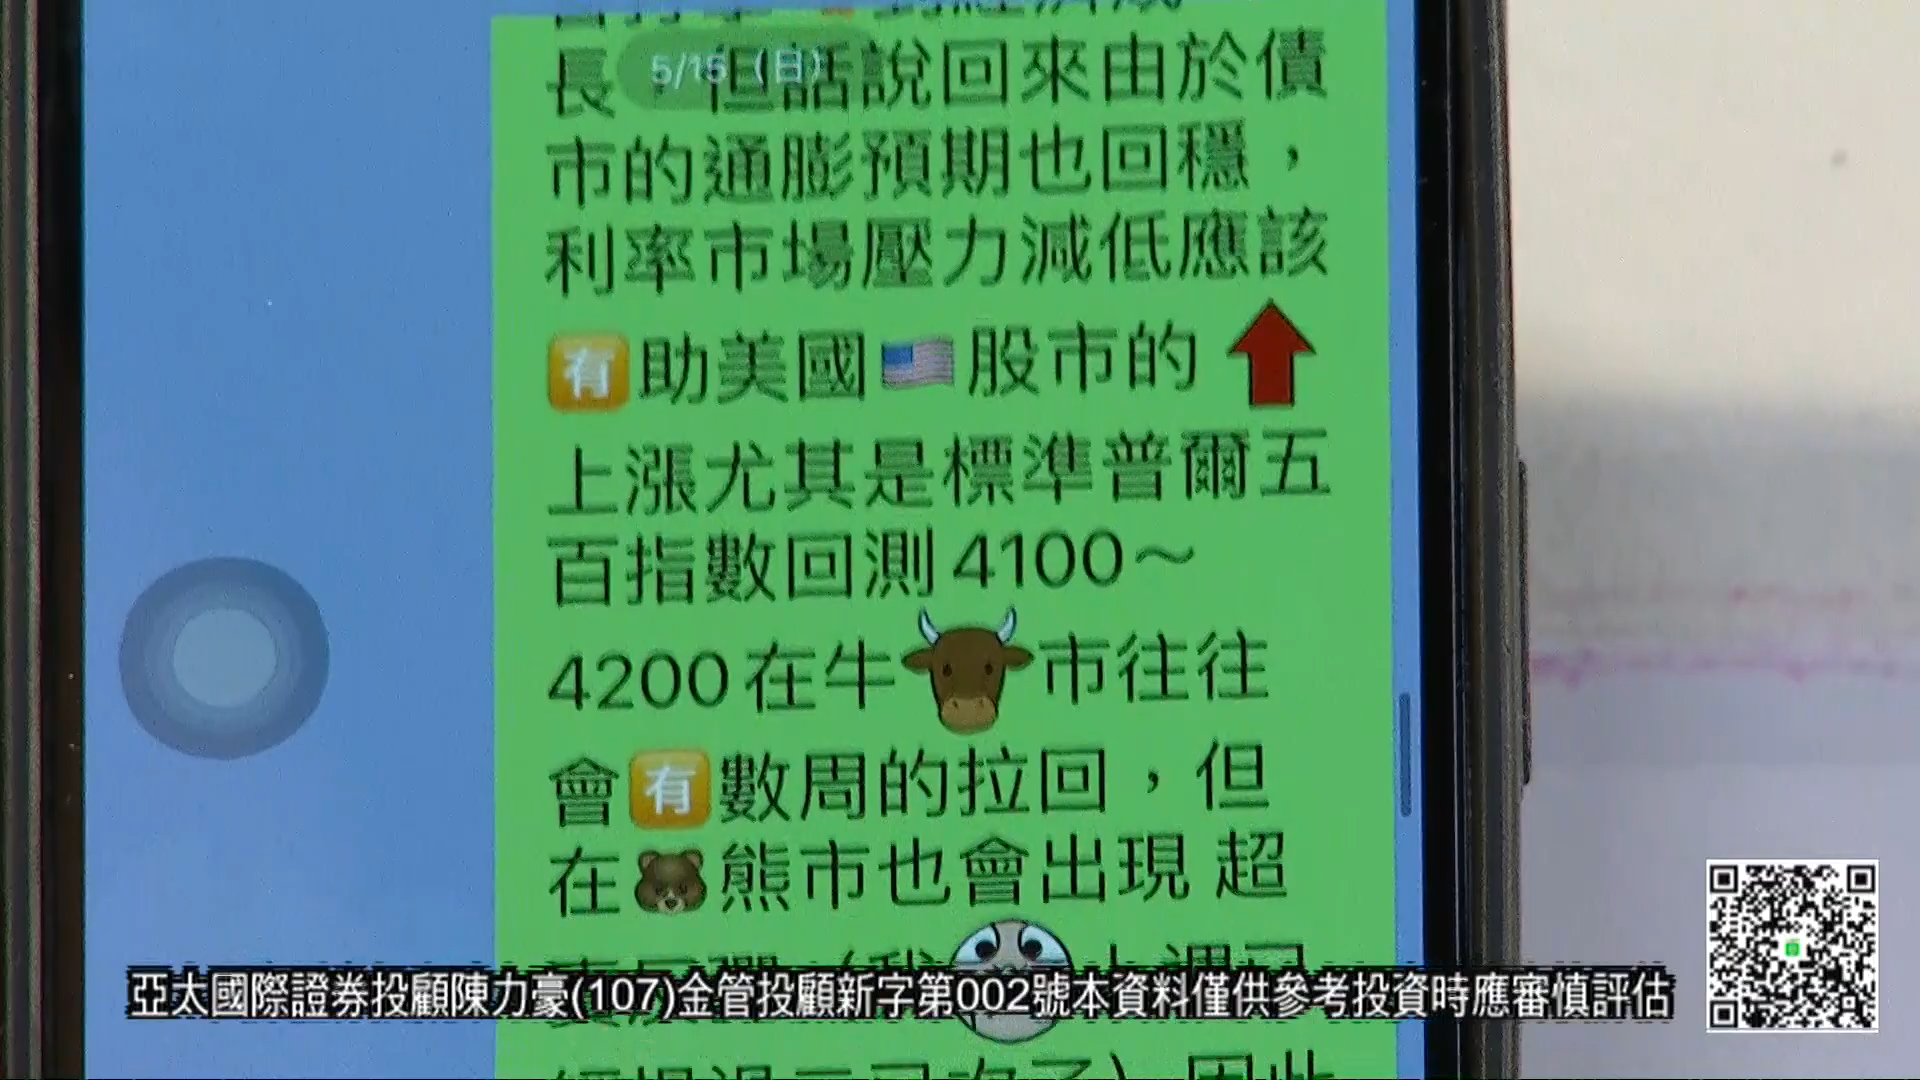 長，但話說回來由於債
5/15（日）
市的通膨預期也回穩，
利率市場壓力減低應該
🈶助美國🇺🇸股市的⬆
上漲尤其是標準普爾五
百指數回測4100～
4200在牛🐮市往往
會🈶數周的拉回，但
在🐻熊市也會出現 超
亞太國際證券投顧陳力豪(107)金管投顧新字第002號本資料僅供參考投資時應審慎評估